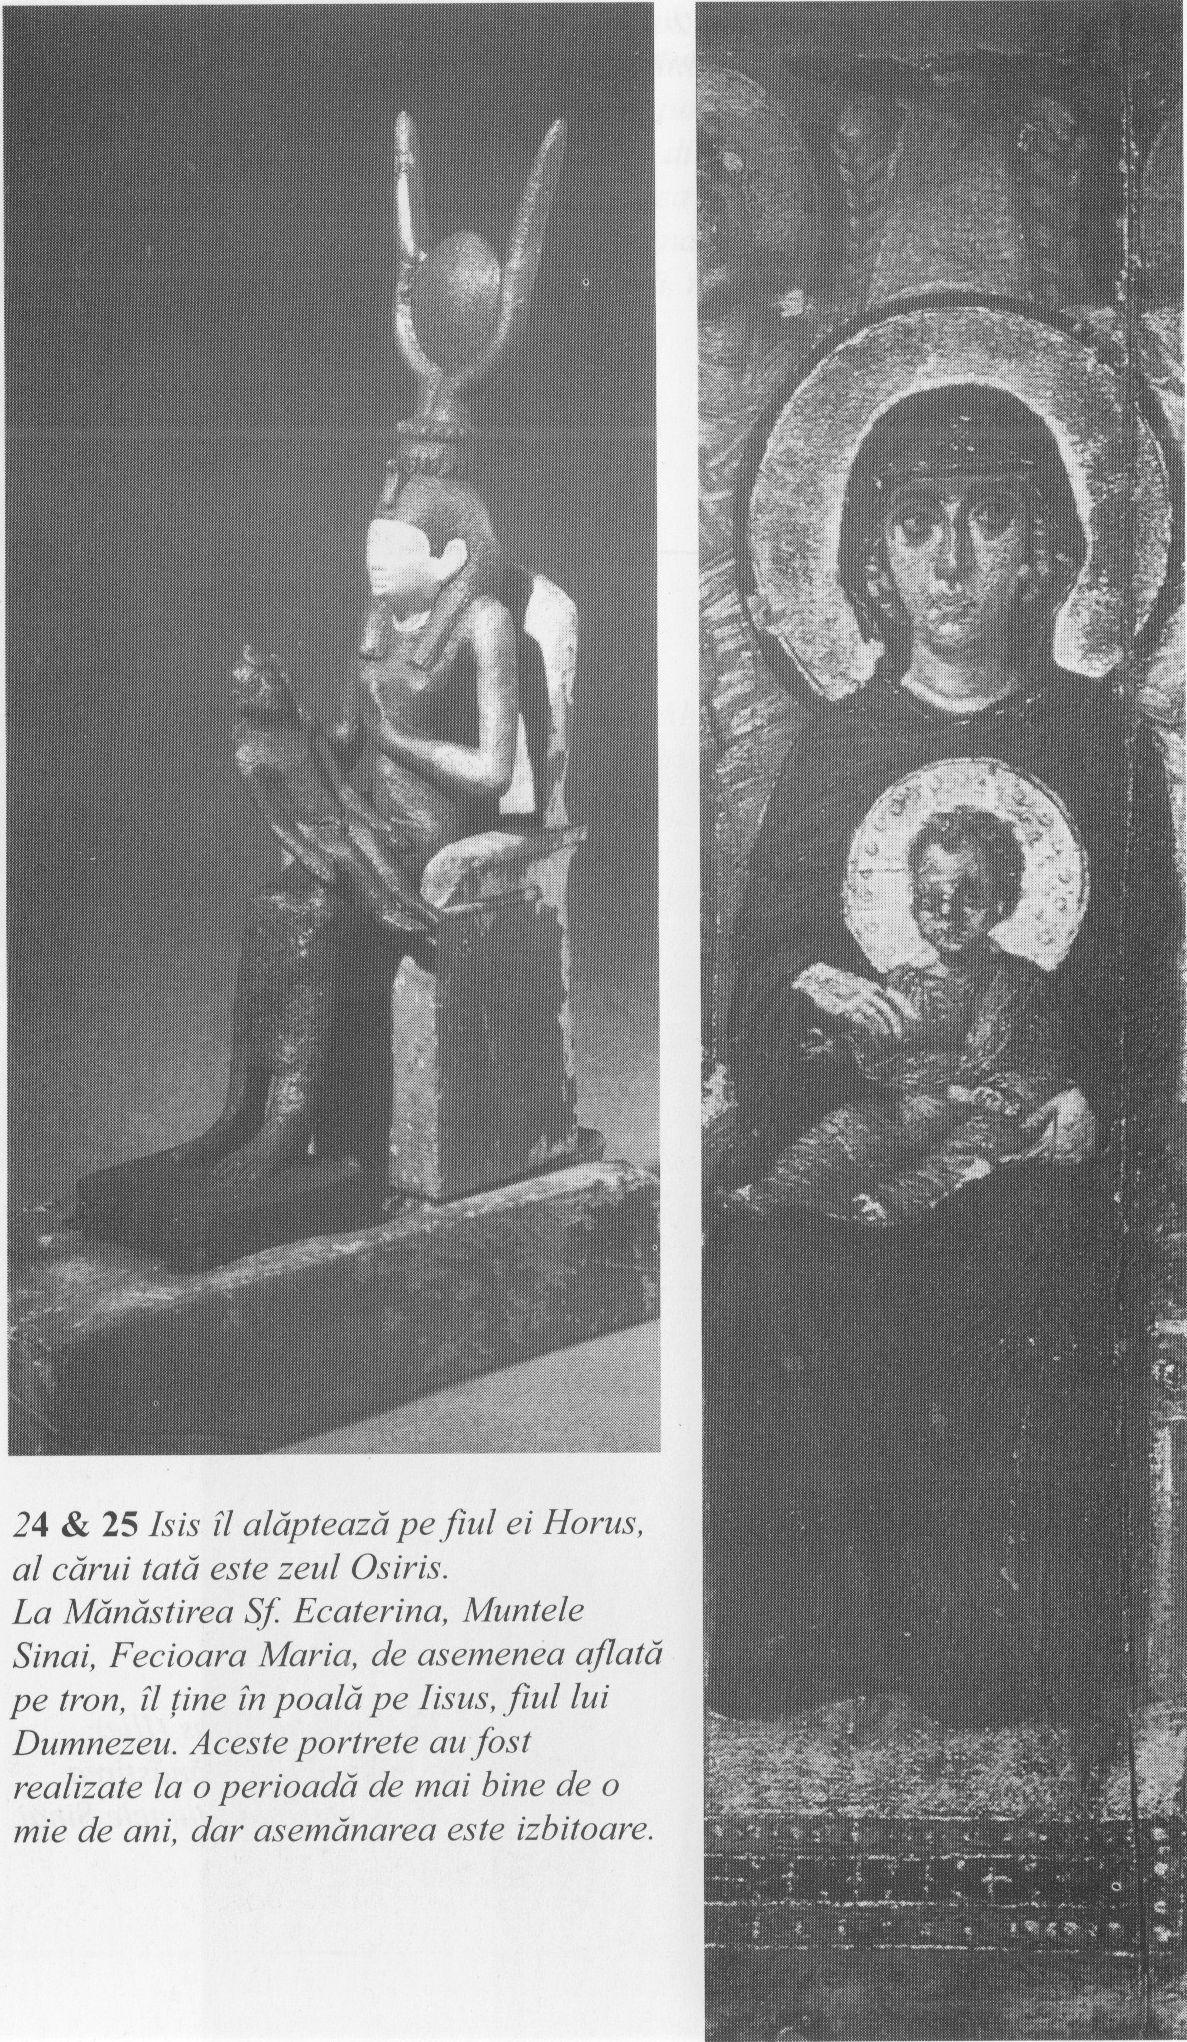 24 & 25 Isis îl alăptează pe fiul ei Horus,
al cărui tată este zeul Osiris.
La Mănăstirea Sf. Ecaterina, Muntele
Sinai, Fecioara Maria, de asemenea aflată
pe tron, îl ține în poală pe Iisus, fiul lui
Dumnezeu. Aceste portrete au fost
realizate la o perioadă de mai bine de o
mie de ani, dar asemănarea este izbitoare.